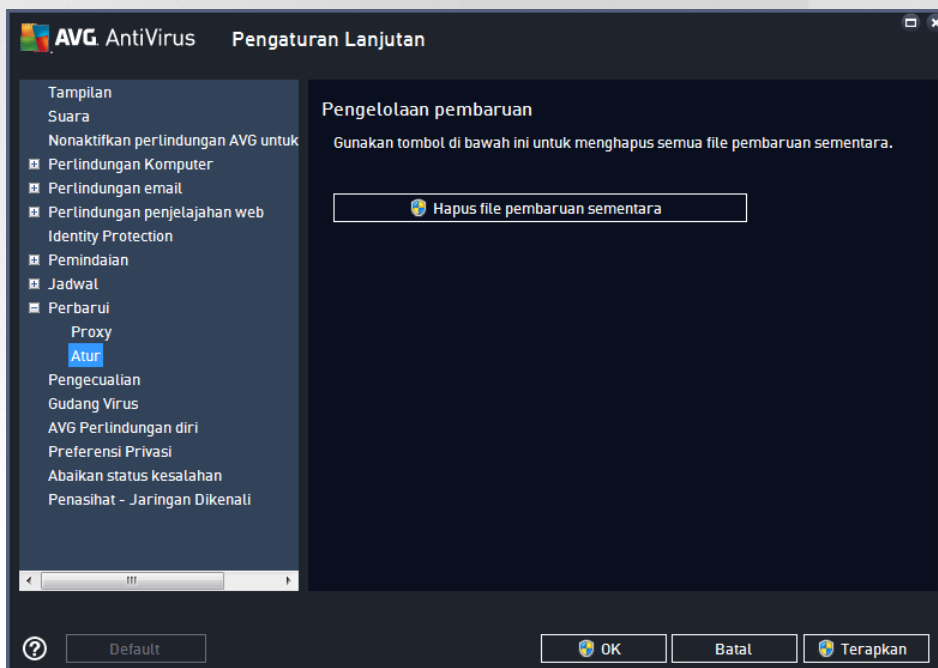 AVG. AntiVirus Pengaturan Lanjutan
Tampilan
Suara
Nonaktifkan perlindungan AVG untuk
Perlindungan Komputer
Perlindungan email
Perlindungan penjelajahan web
Identity Protection
Pemindaian
Jadwal
Perbarui
Proxy
Atur
Pengecualian
Gudang Virus
AVG Perlindungan diri
Preferensi Privasi
Abaikan status kesalahan
Penasihat - Jaringan Dikenali
Pengelolaan pembaruan
Gunakan tombol di bawah ini untuk menghapus semua file pembaruan sementara.
Hapus file pembaruan sementara
Default
OK
Batal
Terapkan